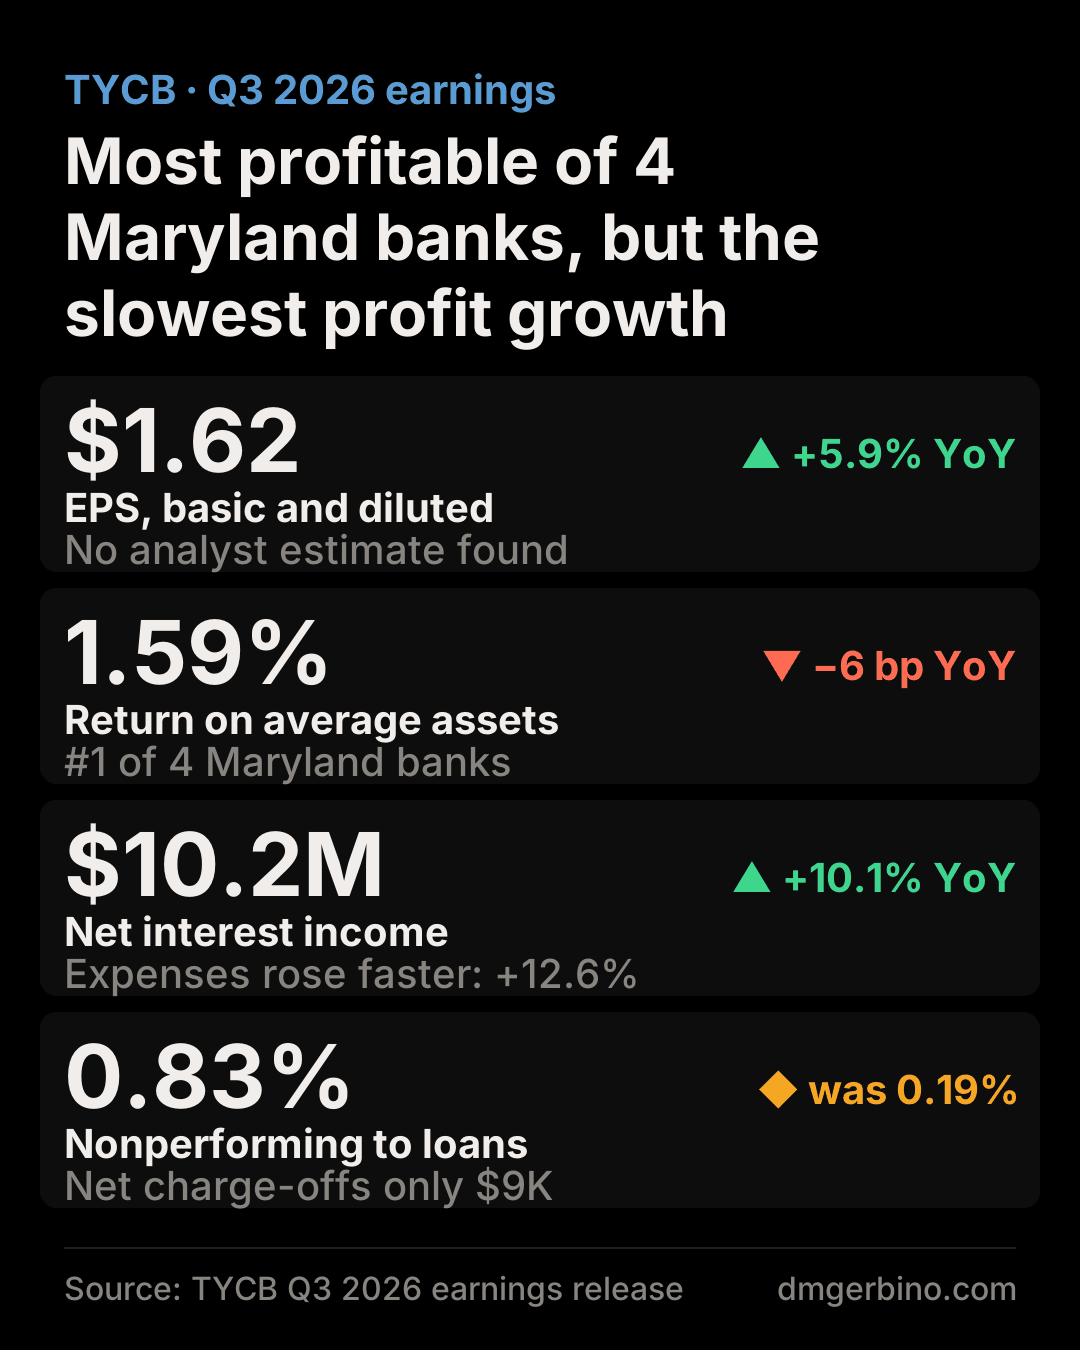 TYCB · Q3 2026 earnings
Most profitable of 4
Maryland banks, but the
slowest profit growth
$1.62
▲ +5.9% YoY
EPS, basic and diluted
No analyst estimate found
1.59%
▼ −6 bp YoY
Return on average assets
#1 of 4 Maryland banks
$10.2M
▲ +10.1% YoY
Net interest income
Expenses rose faster: +12.6%
0.83%
◆ was 0.19%
Nonperforming to loans
Net charge-offs only $9K
Source: TYCB Q3 2026 earnings release
dmgerbino.com